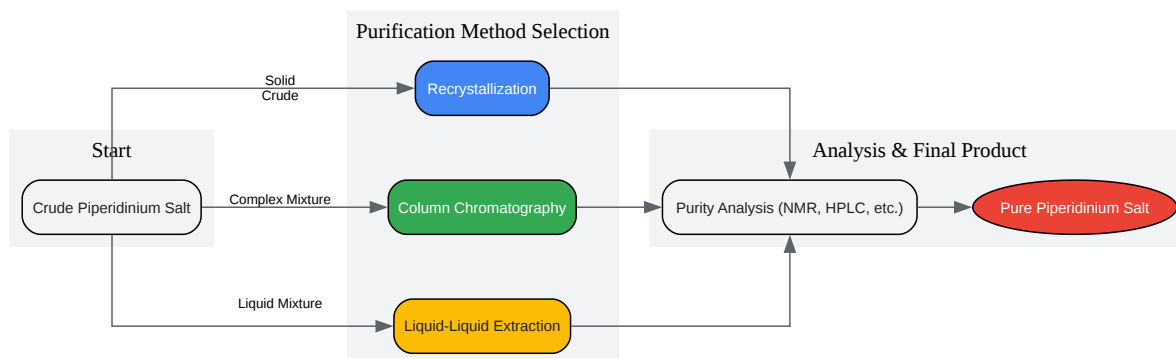 Purification Method Selection
Solid
Crude
Recrystallization
Start
Crude Piperidinium Salt
Complex Mixture
Column Chromatography
Analysis & Final Product
Purity Analysis (NMR, HPLC, etc.)
Pure Piperidinium Salt
Liquid Mixture
Liquid-Liquid Extraction